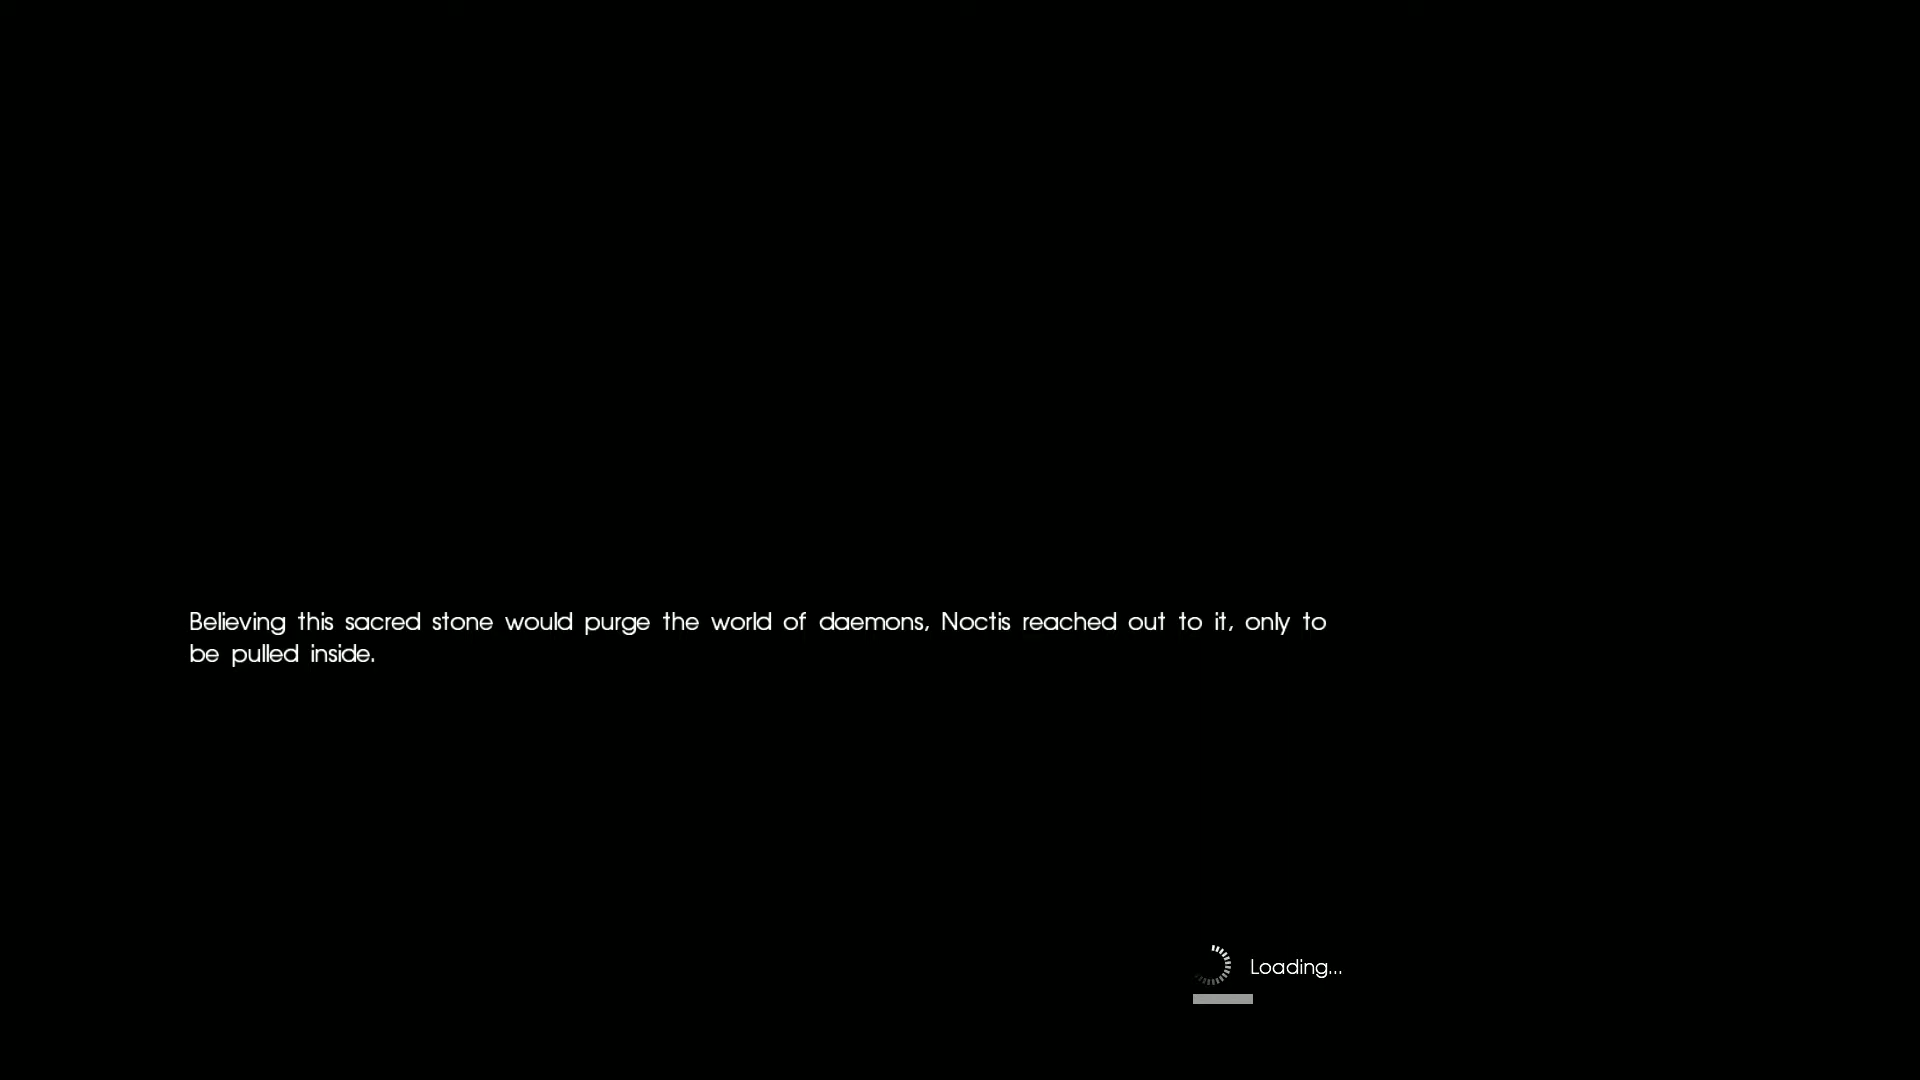 Believing this sacred stone would purge the world of daemons, Noctis reached out to it, only to
be pulled inside.
Loading...